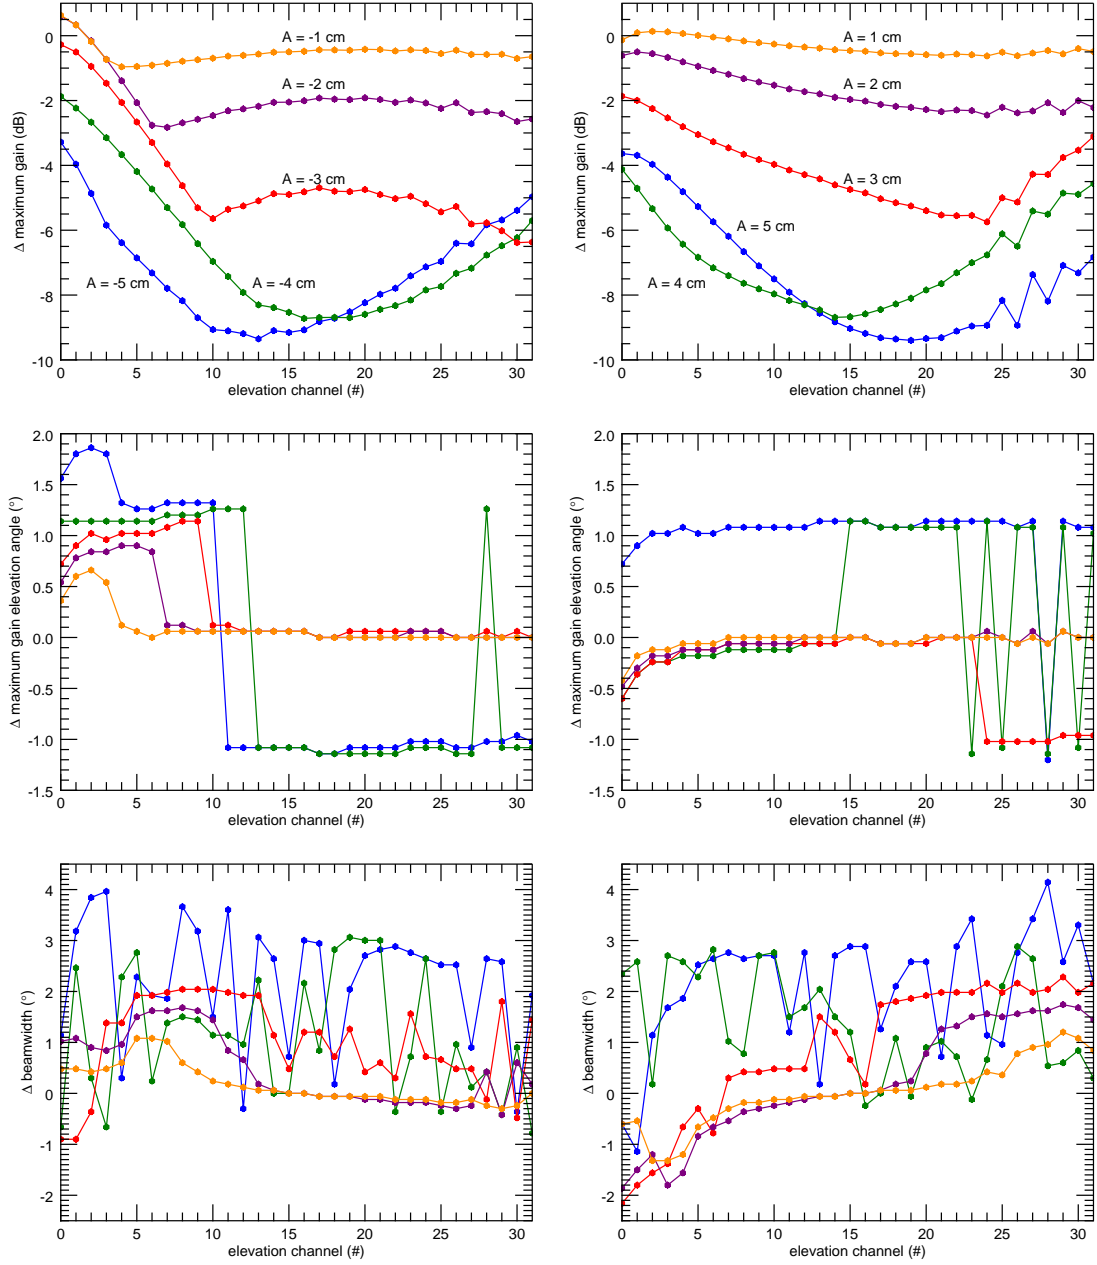 0
-2
-4
-6
-8
-10
Δ maximum gain (dB)
A = -1 cm
A = -2 cm
A = -3 cm
A = -4 cm
A = -5 cm
0 5 10 15 20 25 30
elevation channel (#)
0
-2
-4
-6
-8
-10
Δ maximum gain (dB)
A = 1 cm
A = 2 cm
A = 3 cm
A = 5 cm
A = 4 cm
0 5 10 15 20 25 30
elevation channel (#)
2.0
1.5
1.0
0.5
0.0
-0.5
-1.0
-1.5
Δ maximum gain elevation angle (°)
0 5 10 15 20 25 30
elevation channel (#)
2.0
1.5
1.0
0.5
0.0
-0.5
-1.0
-1.5
Δ maximum gain elevation angle (°)
0 5 10 15 20 25 30
elevation channel (#)
4
3
2
1
0
-1
-2
Δ beamwidth (°)
0 5 10 15 20 25 30
elevation channel (#)
4
3
2
1
0
-1
-2
Δ beamwidth (°)
0 5 10 15 20 25 30
elevation channel (#)